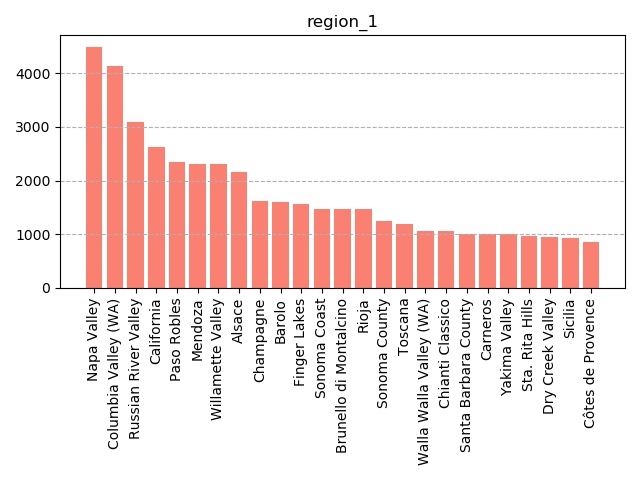 region_1
4000
3000
2000
1000
0
Napa Valley
Columbia Valley (WA)
Russian River Valley
California
Paso Robles
Mendoza
Willamette Valley
Alsace
Champagne
Barolo
Finger Lakes
Sonoma Coast
Brunello di Montalcino
Rioja
Sonoma County
Toscana
Walla Walla Valley (WA)
Chianti Classico
Santa Barbara County
Carneros
Yakima Valley
Sta. Rita Hills
Dry Creek Valley
Sicilia
Côtes de Provence